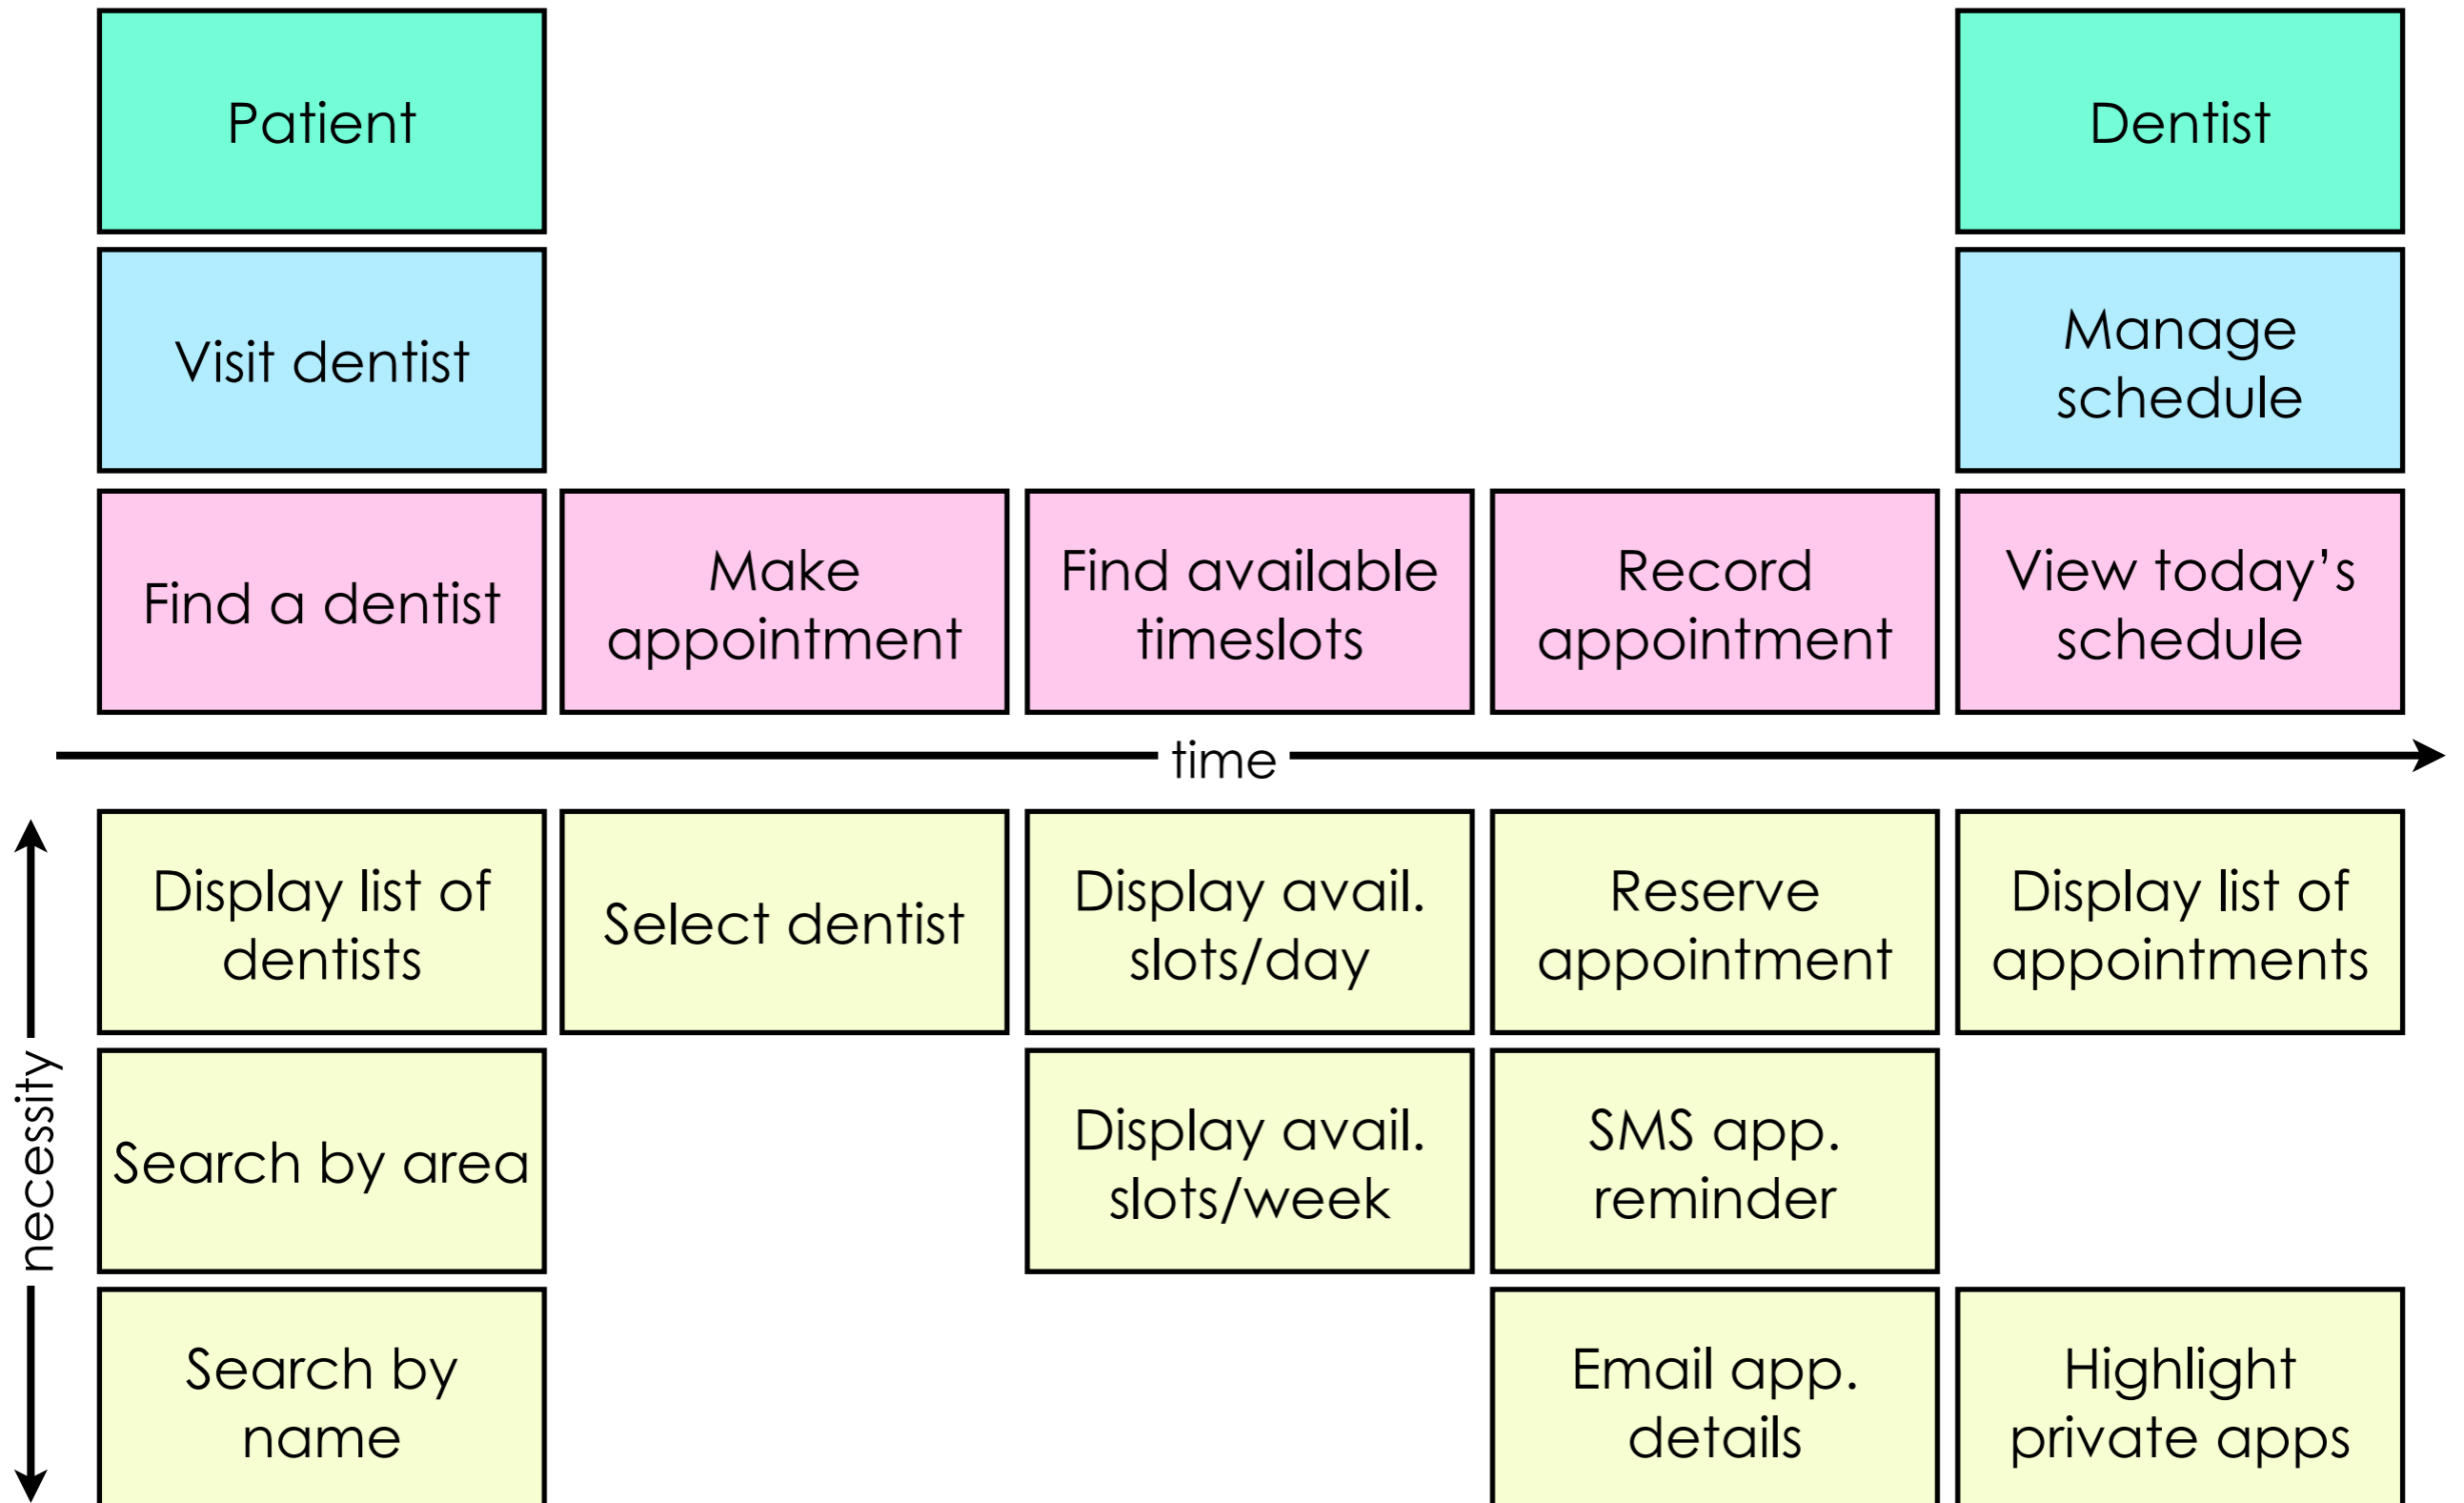 Patient
Dentist
Visit dentist
Manage
schedule
Find a dentist
Make
appointment
Find available
timeslots
Record
appointment
View today’s
schedule
time
necessity
Display list of
dentists
Select dentist
Display avail.
slots/day
Reserve
appointment
Display list of
appointments
Search by area
Display avail.
slots/week
SMS app.
reminder
Search by
name
Email app.
details
Highlight
private apps